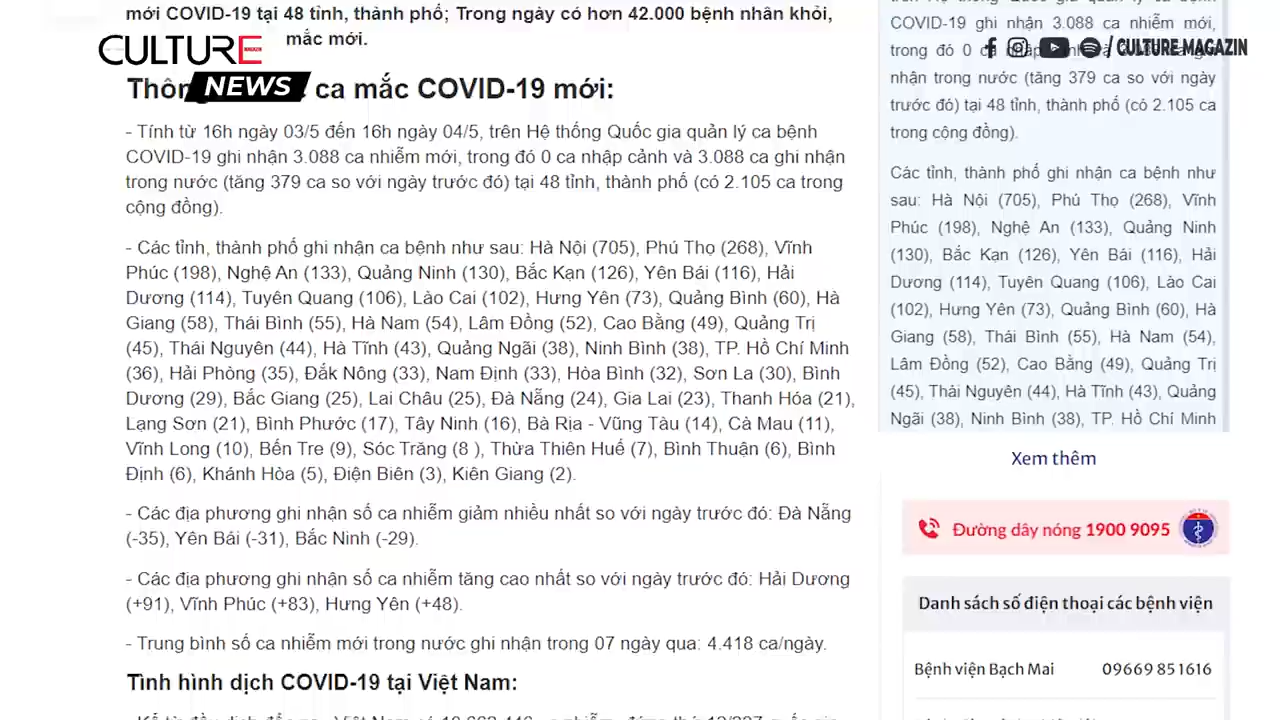 mới COVID-19 tại 48 tỉnh, thành phố; Trong ngày có hơn 42.000 bệnh nhân khỏi,
mắc mới.
CULTURE
NEWS
ca mắc COVID-19 mới:
- Tính từ 16h ngày 03/5 đến 16h ngày 04/5, trên Hệ thống Quốc gia quản lý ca bệnh
COVID-19 ghi nhận 3.088 ca nhiễm mới, trong đó 0 ca nhập cảnh và 3.088 ca ghi nhận
trong nước (tăng 379 ca so với ngày trước đó) tại 48 tỉnh, thành phố (có 2.105 ca trong
cộng đồng).
- Các tỉnh, thành phố ghi nhận ca bệnh như sau: Hà Nội (705), Phú Thọ (268), Vĩnh
Phúc (198), Nghệ An (133), Quảng Ninh (130), Bắc Kạn (126), Yên Bái (116), Hải
Dương (114), Tuyên Quang (106), Lào Cai (102), Hưng Yên (73), Quảng Bình (60), Hà
Giang (58), Thái Bình (55), Hà Nam (54), Lâm Đồng (52), Cao Bằng (49), Quảng Trị
(45), Thái Nguyên (44), Hà Tĩnh (43), Quảng Ngãi (38), Ninh Bình (38), TP. Hồ Chí Minh
(36), Hải Phòng (35), Đắk Nông (33), Nam Định (33), Hòa Bình (32), Sơn La (30), Bình
Dương (29), Bắc Giang (25), Lai Châu (25), Đà Nẵng (24), Gia Lai (23), Thanh Hóa (21),
Lạng Sơn (21), Bình Phước (17), Tây Ninh (16), Bà Rịa - Vũng Tàu (14), Cà Mau (11),
Vĩnh Long (10), Bến Tre (9), Sóc Trăng (8 ), Thừa Thiên Huế (7), Bình Thuận (6), Bình
Định (6), Khánh Hòa (5), Điện Biên (3), Kiên Giang (2).
- Các địa phương ghi nhận số ca nhiễm giảm nhiều nhất so với ngày trước đó: Đà Nẵng
(-35), Yên Bái (-31), Bắc Ninh (-29).
- Các địa phương ghi nhận số ca nhiễm tăng cao nhất so với ngày trước đó: Hải Dương
(+91), Vĩnh Phúc (+83), Hưng Yên (+48).
- Trung bình số ca nhiễm mới trong nước ghi nhận trong 07 ngày qua: 4.418 ca/ngày.
Tình hình dịch COVID-19 tại Việt Nam:
COVID-19 ghi nhận 3.088 ca nhiễm mới,
trong đó 0
/ CULTURE MAGAZIN
nhận trong nước (tăng 379 ca so với ngày
trước đó) tại 48 tỉnh, thành phố (có 2.105 ca
trong cộng đồng).
Các tỉnh, thành phố ghi nhận ca bệnh như
sau: Hà Nội (705), Phú Thọ (268), Vĩnh
Phúc (198), Nghệ An (133), Quảng Ninh
(130), Bắc Kạn (126), Yên Bái (116), Hải
Dương (114), Tuyên Quang (106), Lào Cai
(102), Hưng Yên (73), Quảng Bình (60), Hà
Giang (58), Thái Bình (55), Hà Nam (54),
Lâm Đồng (52), Cao Bằng (49), Quảng Trị
(45), Thái Nguyên (44), Hà Tĩnh (43), Quảng
Ngãi (38), Ninh Bình (38), TP. Hồ Chí Minh
Xem thêm
Đường dây nóng 1900 9095
Danh sách số điện thoại các bệnh viện
Bệnh viện Bạch Mai 09669 851616